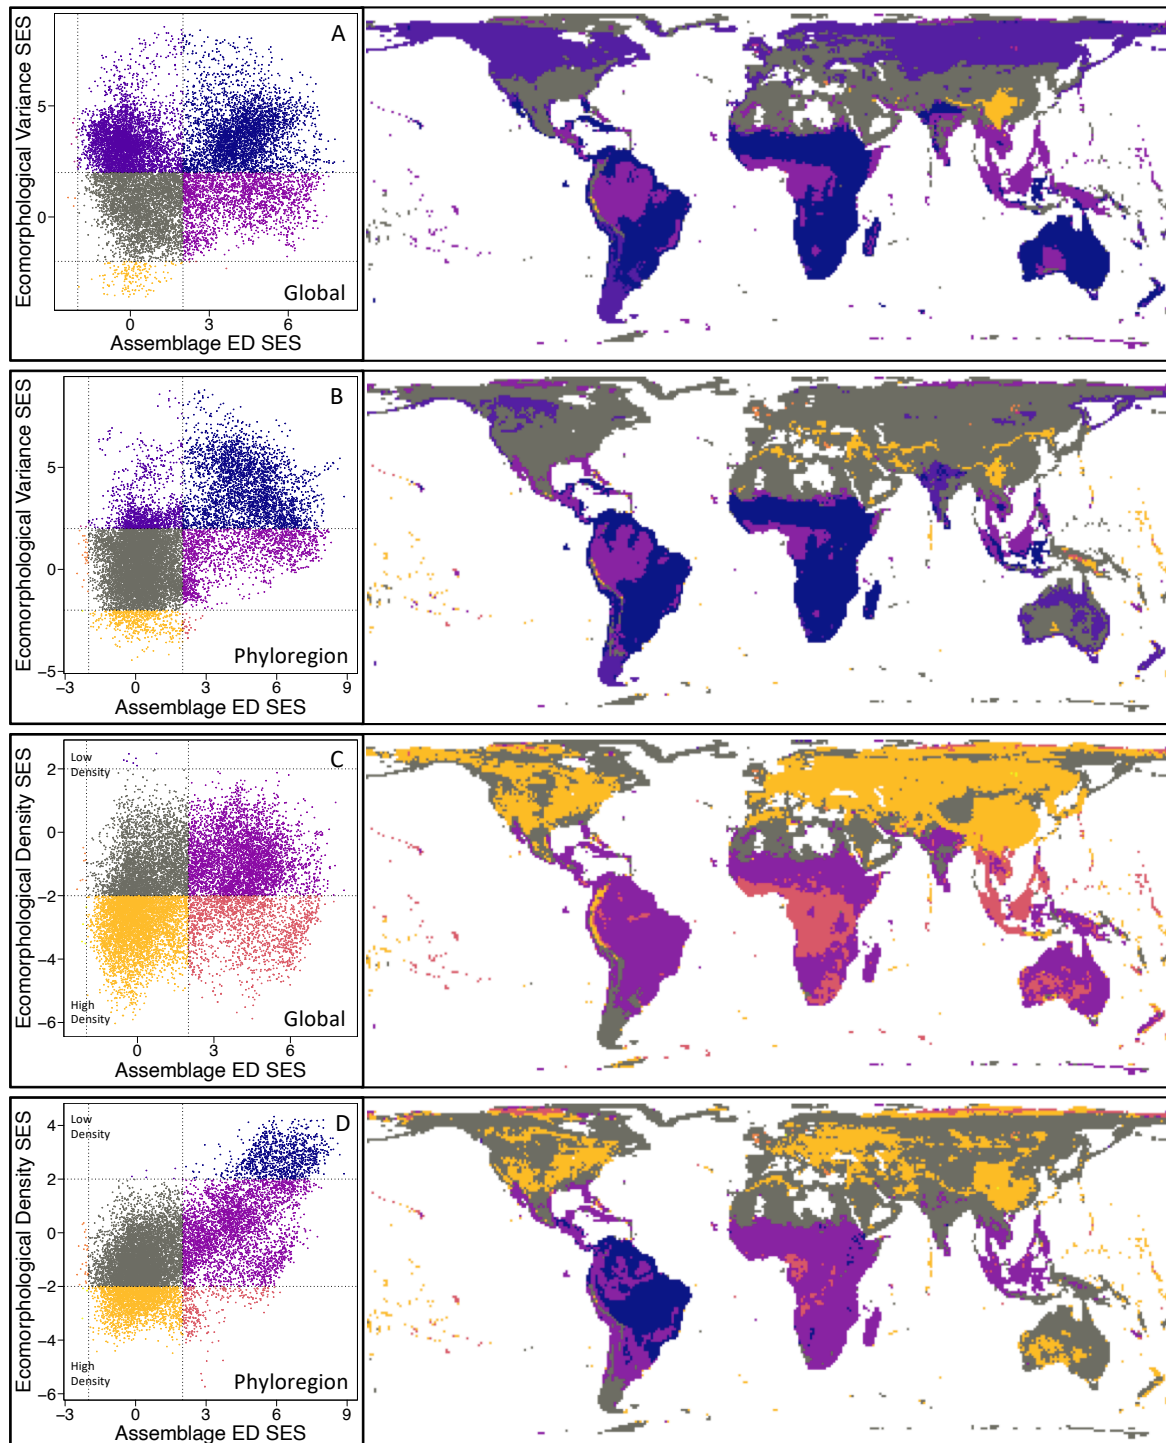 A
Ecomorphological Variance SES
5
0
Global
0 3 6
Assemblage ED SES
B
Ecomorphological Variance SES
5
0
−5
Phyloregion
−3 0 3 6 9
Assemblage ED SES
C
Low
Density
Ecomorphological Density SES
2
0
−2
−4
−6
High
Density
Global
0 3 6
Assemblage ED SES
D
Low
Density
Ecomorphological Density SES
4
2
0
−2
−4
−6
High
Density
Phyloregion
−3 0 3 6 9
Assemblage ED SES